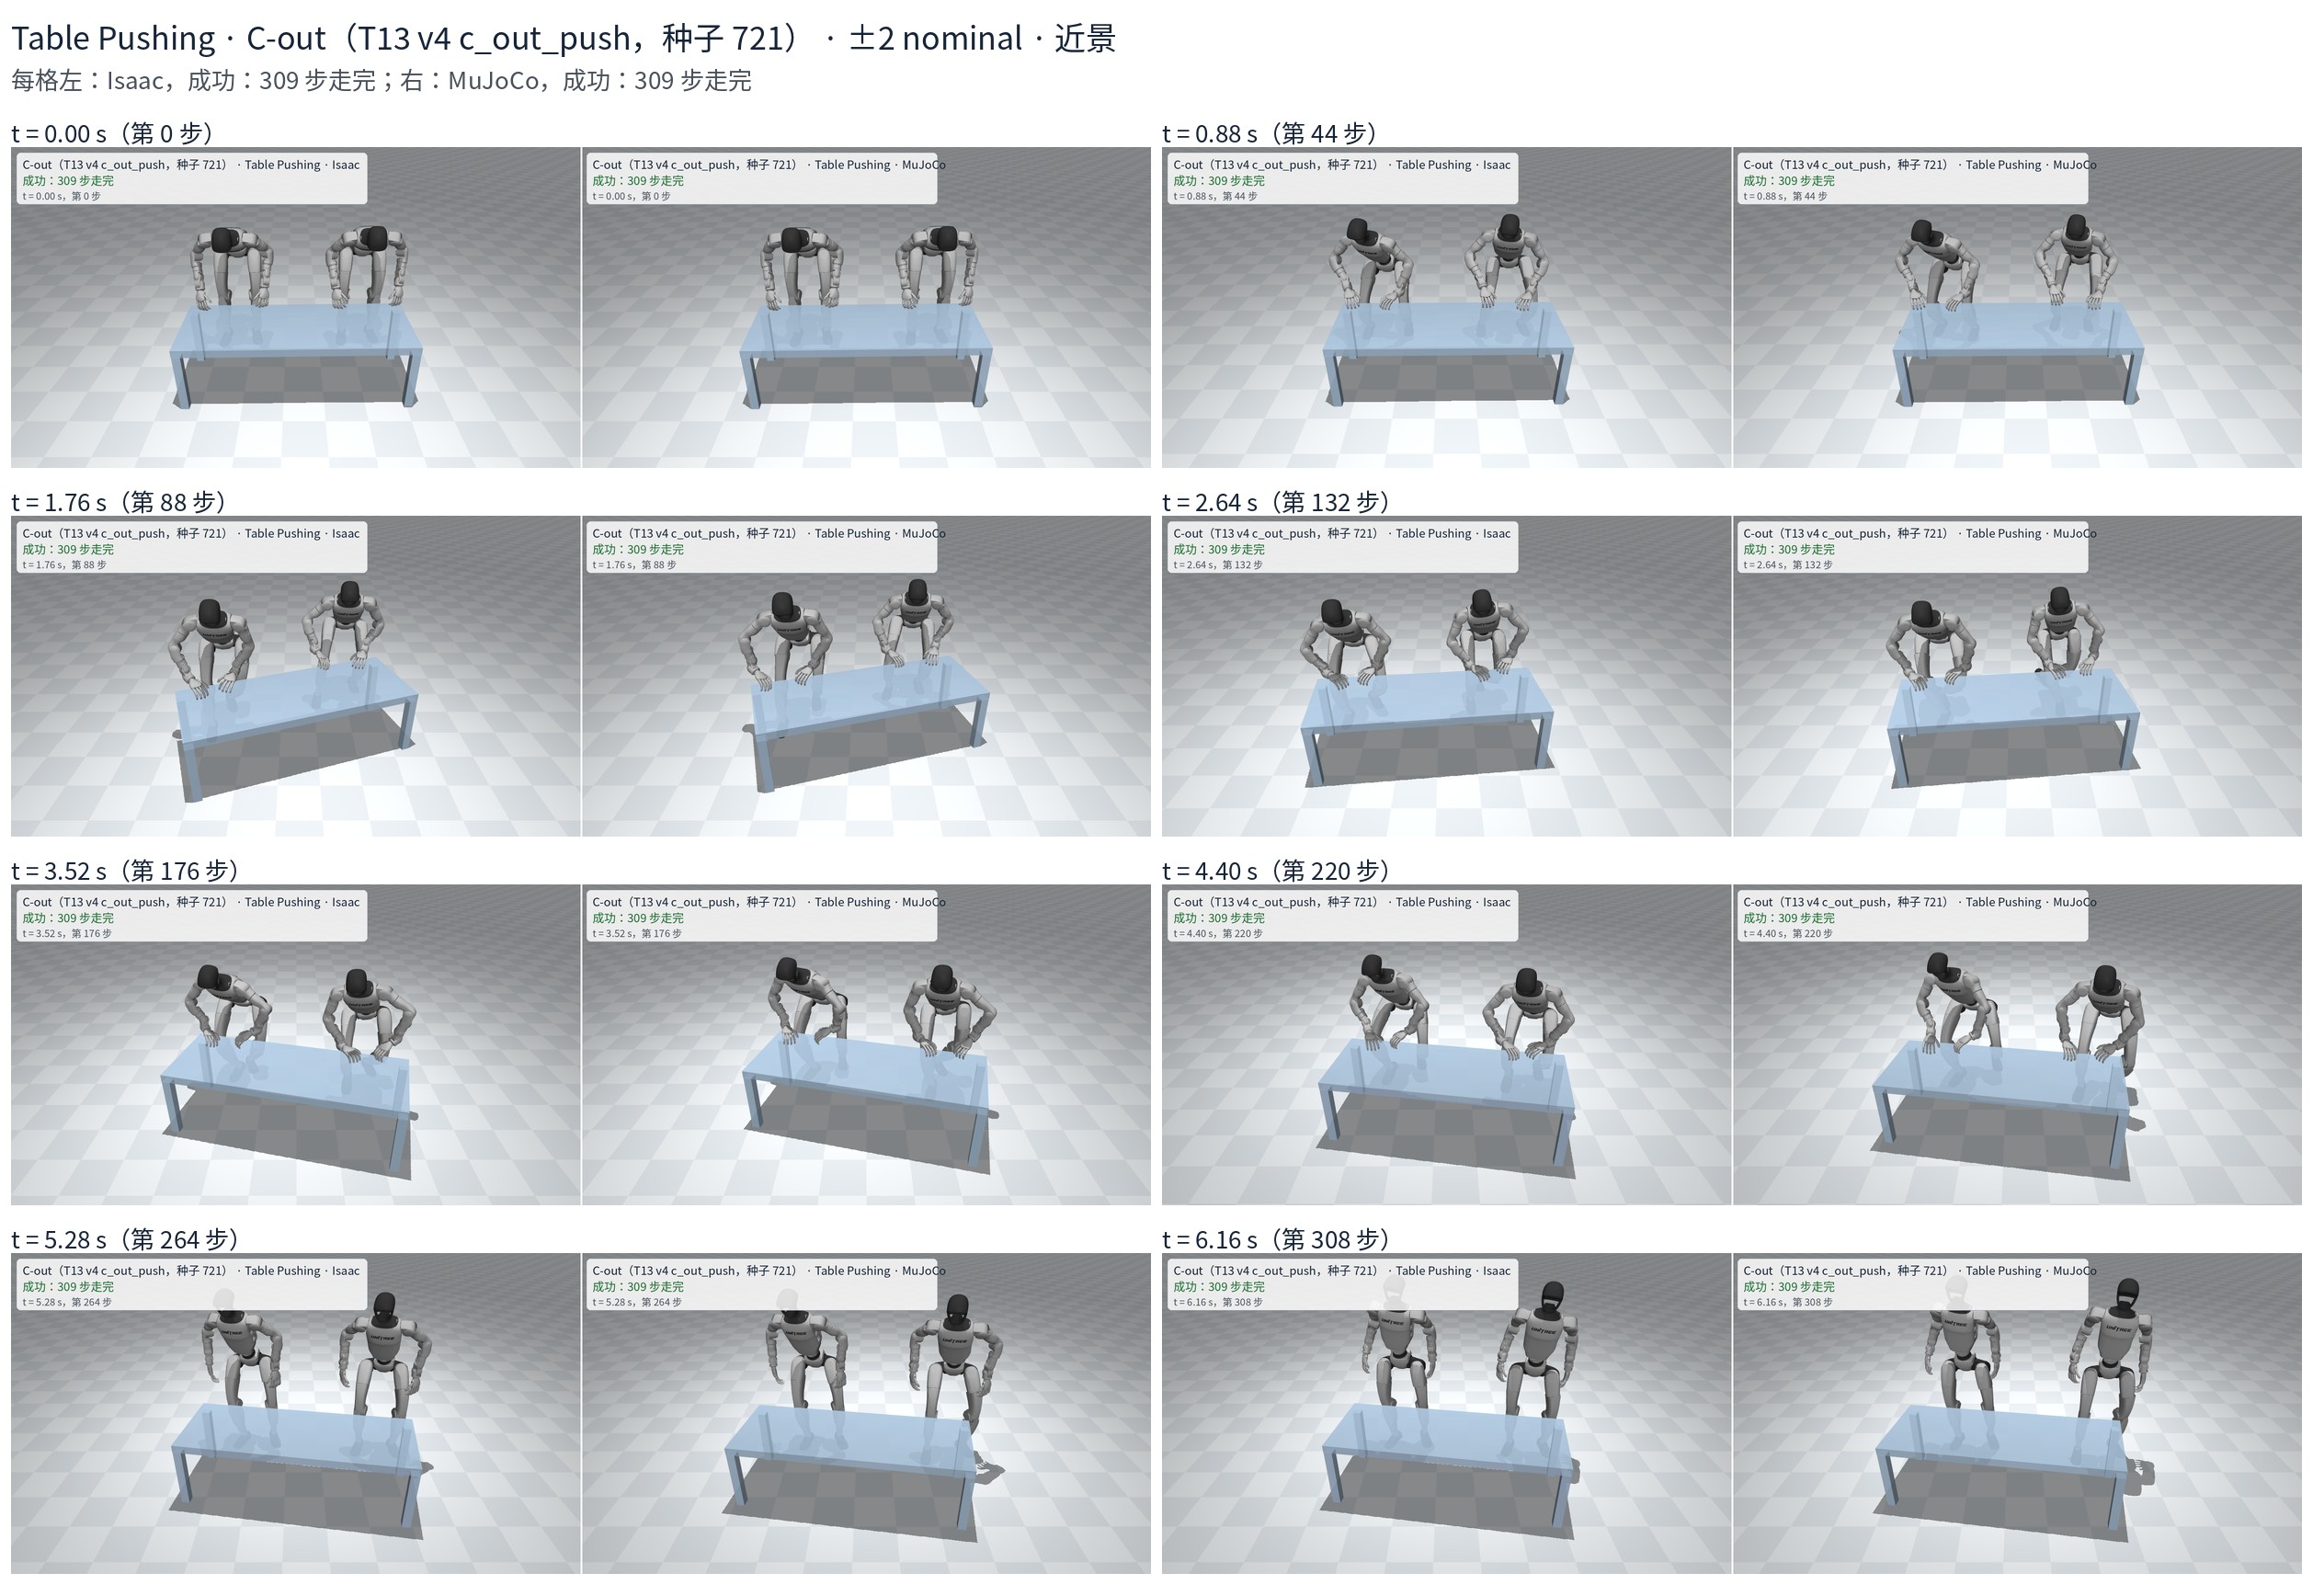 Table Pushing · C-out（T13 v4 c_out_push，种子 721） · ±2 nominal · 近景
每格左：Isaac，成功：309 步走完；右：MuJoCo，成功：309 步走完
t = 0.00 s（第 0 步）
C-out（T13 v4 c_out_push，种子 721） · Table Pushing · Isaac
成功：309 步走完
t = 0.00 s，第 0 步
C-out（T13 v4 c_out_push，种子 721） · Table Pushing · MuJoCo
成功：309 步走完
t = 0.00 s，第 0 步
t = 0.88 s（第 44 步）
C-out（T13 v4 c_out_push，种子 721） · Table Pushing · Isaac
成功：309 步走完
t = 0.88 s，第 44 步
C-out（T13 v4 c_out_push，种子 721） · Table Pushing · MuJoCo
成功：309 步走完
t = 0.88 s，第 44 步
t = 1.76 s（第 88 步）
C-out（T13 v4 c_out_push，种子 721） · Table Pushing · Isaac
成功：309 步走完
t = 1.76 s，第 88 步
C-out（T13 v4 c_out_push，种子 721） · Table Pushing · MuJoCo
成功：309 步走完
t = 1.76 s，第 88 步
t = 2.64 s（第 132 步）
C-out（T13 v4 c_out_push，种子 721） · Table Pushing · Isaac
成功：309 步走完
t = 2.64 s，第 132 步
C-out（T13 v4 c_out_push，种子 721） · Table Pushing · MuJoCo
成功：309 步走完
t = 2.64 s，第 132 步
t = 3.52 s（第 176 步）
C-out（T13 v4 c_out_push，种子 721） · Table Pushing · Isaac
成功：309 步走完
t = 3.52 s，第 176 步
C-out（T13 v4 c_out_push，种子 721） · Table Pushing · MuJoCo
成功：309 步走完
t = 3.52 s，第 176 步
t = 4.40 s（第 220 步）
C-out（T13 v4 c_out_push，种子 721） · Table Pushing · Isaac
成功：309 步走完
t = 4.40 s，第 220 步
C-out（T13 v4 c_out_push，种子 721） · Table Pushing · MuJoCo
成功：309 步走完
t = 4.40 s，第 220 步
t = 5.28 s（第 264 步）
C-out（T13 v4 c_out_push，种子 721） · Table Pushing · Isaac
成功：309 步走完
t = 5.28 s，第 264 步
C-out（T13 v4 c_out_push，种子 721） · Table Pushing · MuJoCo
成功：309 步走完
t = 5.28 s，第 264 步
t = 6.16 s（第 308 步）
C-out（T13 v4 c_out_push，种子 721） · Table Pushing · Isaac
成功：309 步走完
t = 6.16 s，第 308 步
C-out（T13 v4 c_out_push，种子 721） · Table Pushing · MuJoCo
成功：309 步走完
t = 6.16 s，第 308 步